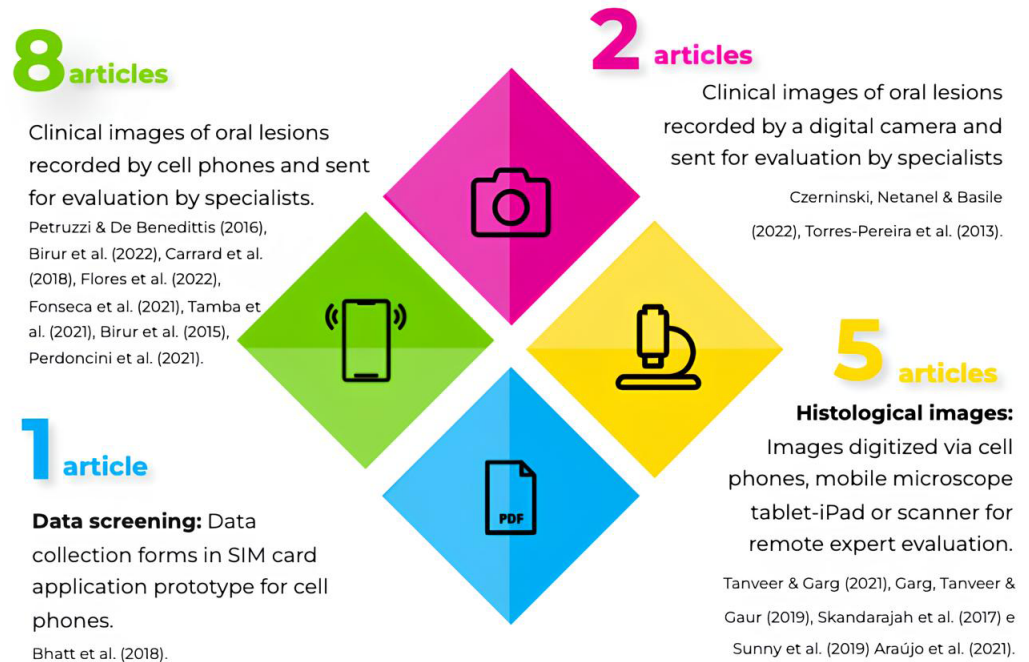 8 articles
Clinical images of oral lesions
recorded by cell phones and sent
for evaluation by specialists.
Petruzzi & De Benedittis (2016),
Birur et al. (2022), Carrard et al.
(2018), Flores et al. (2022),
Fonseca et al. (2021), Tamba et
al. (2021), Birur et al. (2015),
Perdoncini et al. (2021).
2 articles
Clinical images of oral lesions
recorded by a digital camera and
sent for evaluation by specialists
Czerninski, Netanel & Basile
(2022), Torres-Pereira et al. (2013).
1 article
Data screening: Data
collection forms in SIM card
application prototype for cell
phones.
Bhatt et al. (2018).
PDF
5 articles
Histological images:
Images digitized via cell
phones, mobile microscope
tablet-iPad or scanner for
remote expert evaluation.
Tanveer & Garg (2021), Garg, Tanveer &
Gaur (2019), Skandarajah et al. (2017) e
Sunny et al. (2019) Araújo et al. (2021).